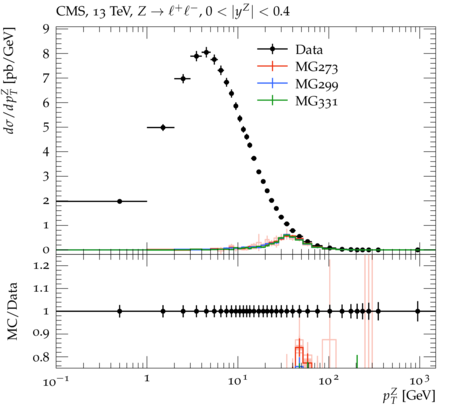 CMS, 13 TeV, Z → ℓ⁺ℓ⁻, 0 < |y^Z| < 0.4
dσ/dp_T^Z [pb/GeV]
9
8
7
6
5
4
3
2
1
0
Data
MG273
MG299
MG331
MC/Data
1.2
1.1
1
0.9
0.8
10⁻¹
1
10¹
10²
10³
p_T^Z [GeV]